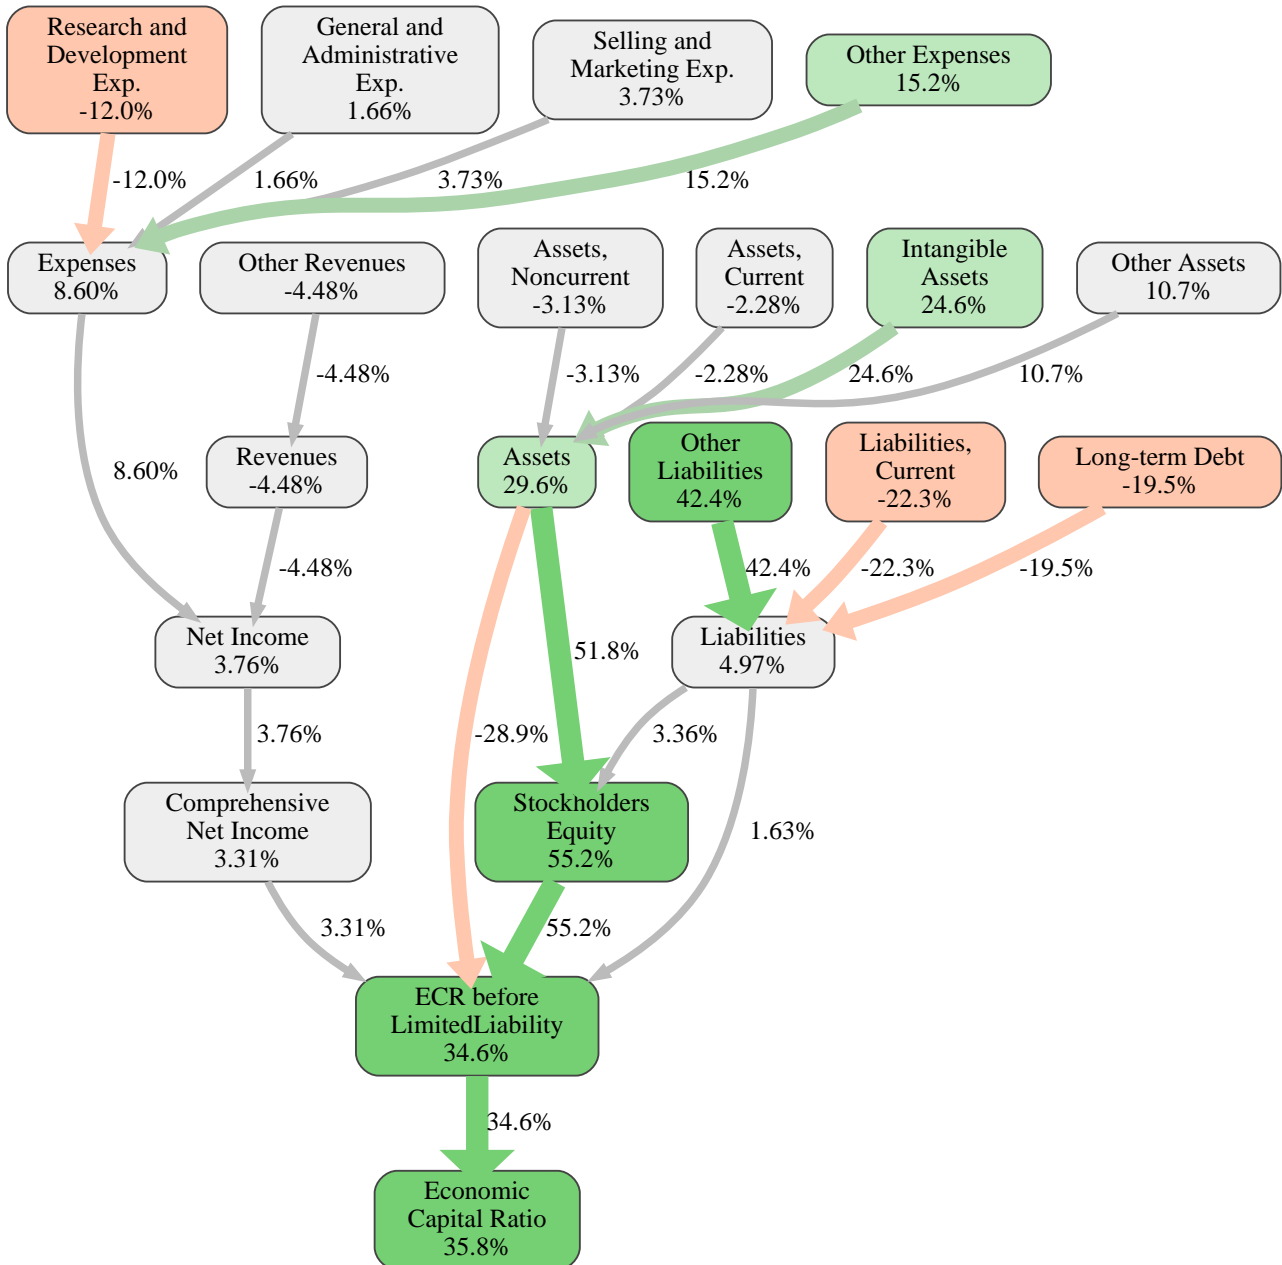 Research and
Development
Exp.
-12.0%
General and
Administrative
Exp.
1.66%
Selling and
Marketing Exp.
3.73%
Other Expenses
15.2%
-12.0%
1.66%
3.73%
15.2%
Expenses
8.60%
Other Revenues
-4.48%
Assets,
Noncurrent
-3.13%
Assets,
Current
-2.28%
Intangible
Assets
24.6%
Other Assets
10.7%
-4.48%
-3.13%
-2.28%
24.6%
10.7%
Revenues
-4.48%
Assets
29.6%
Other
Liabilities
42.4%
Liabilities,
Current
-22.3%
Long-term Debt
-19.5%
8.60%
-4.48%
42.4%
-22.3%
-19.5%
Net Income
3.76%
51.8%
Liabilities
4.97%
3.76%
-28.9%
3.36%
Comprehensive
Net Income
3.31%
Stockholders
Equity
55.2%
1.63%
3.31%
55.2%
ECR before
LimitedLiability
34.6%
34.6%
Economic
Capital Ratio
35.8%